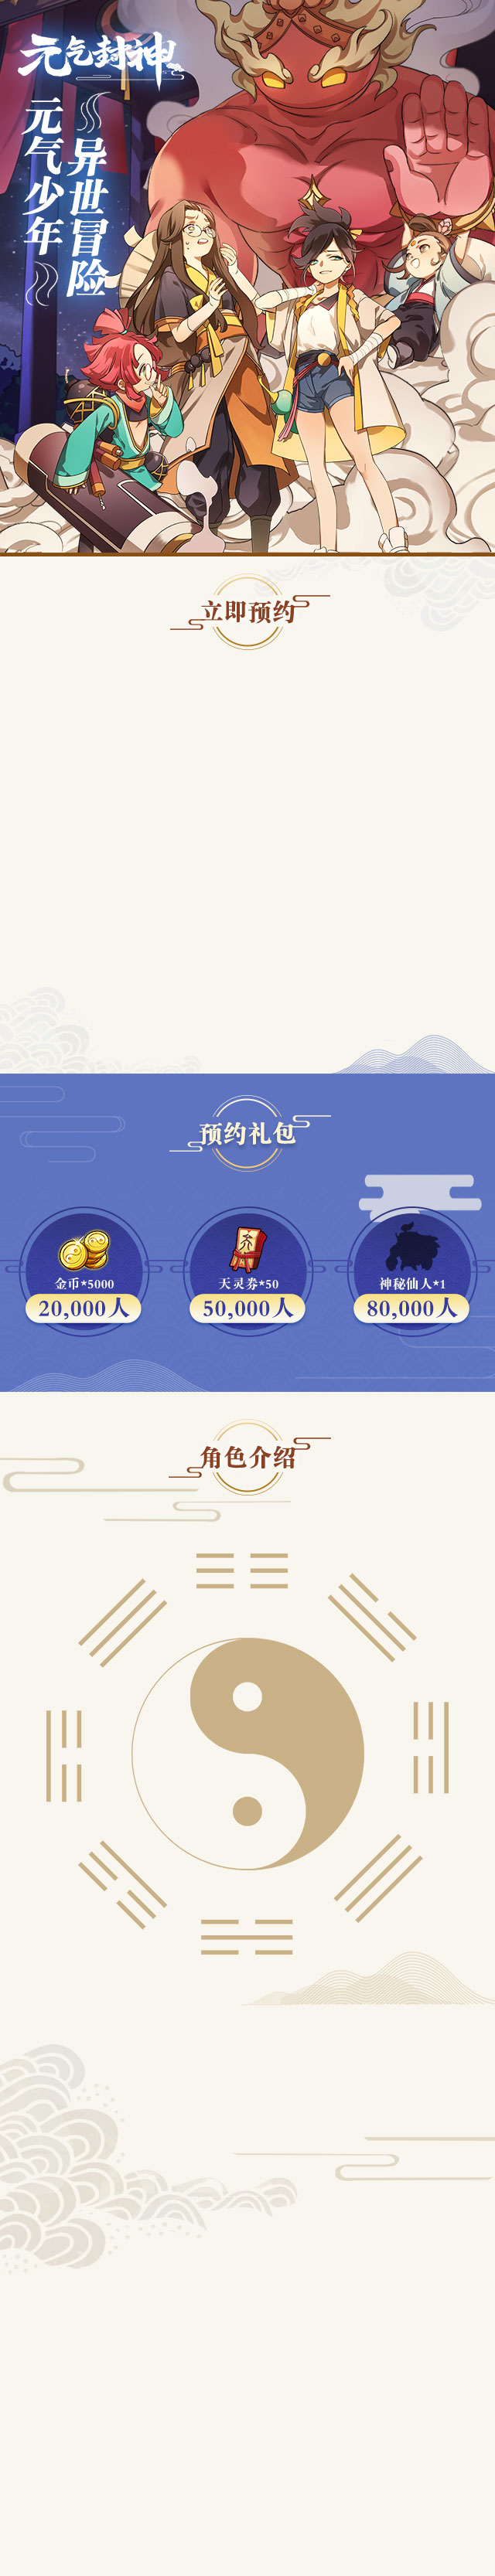 元气封神
异世冒险
元气少年
立即预约
预约礼包
金币*5000
20,000人
天灵券*50
50,000人
神秘仙人*1
80,000人
角色介绍